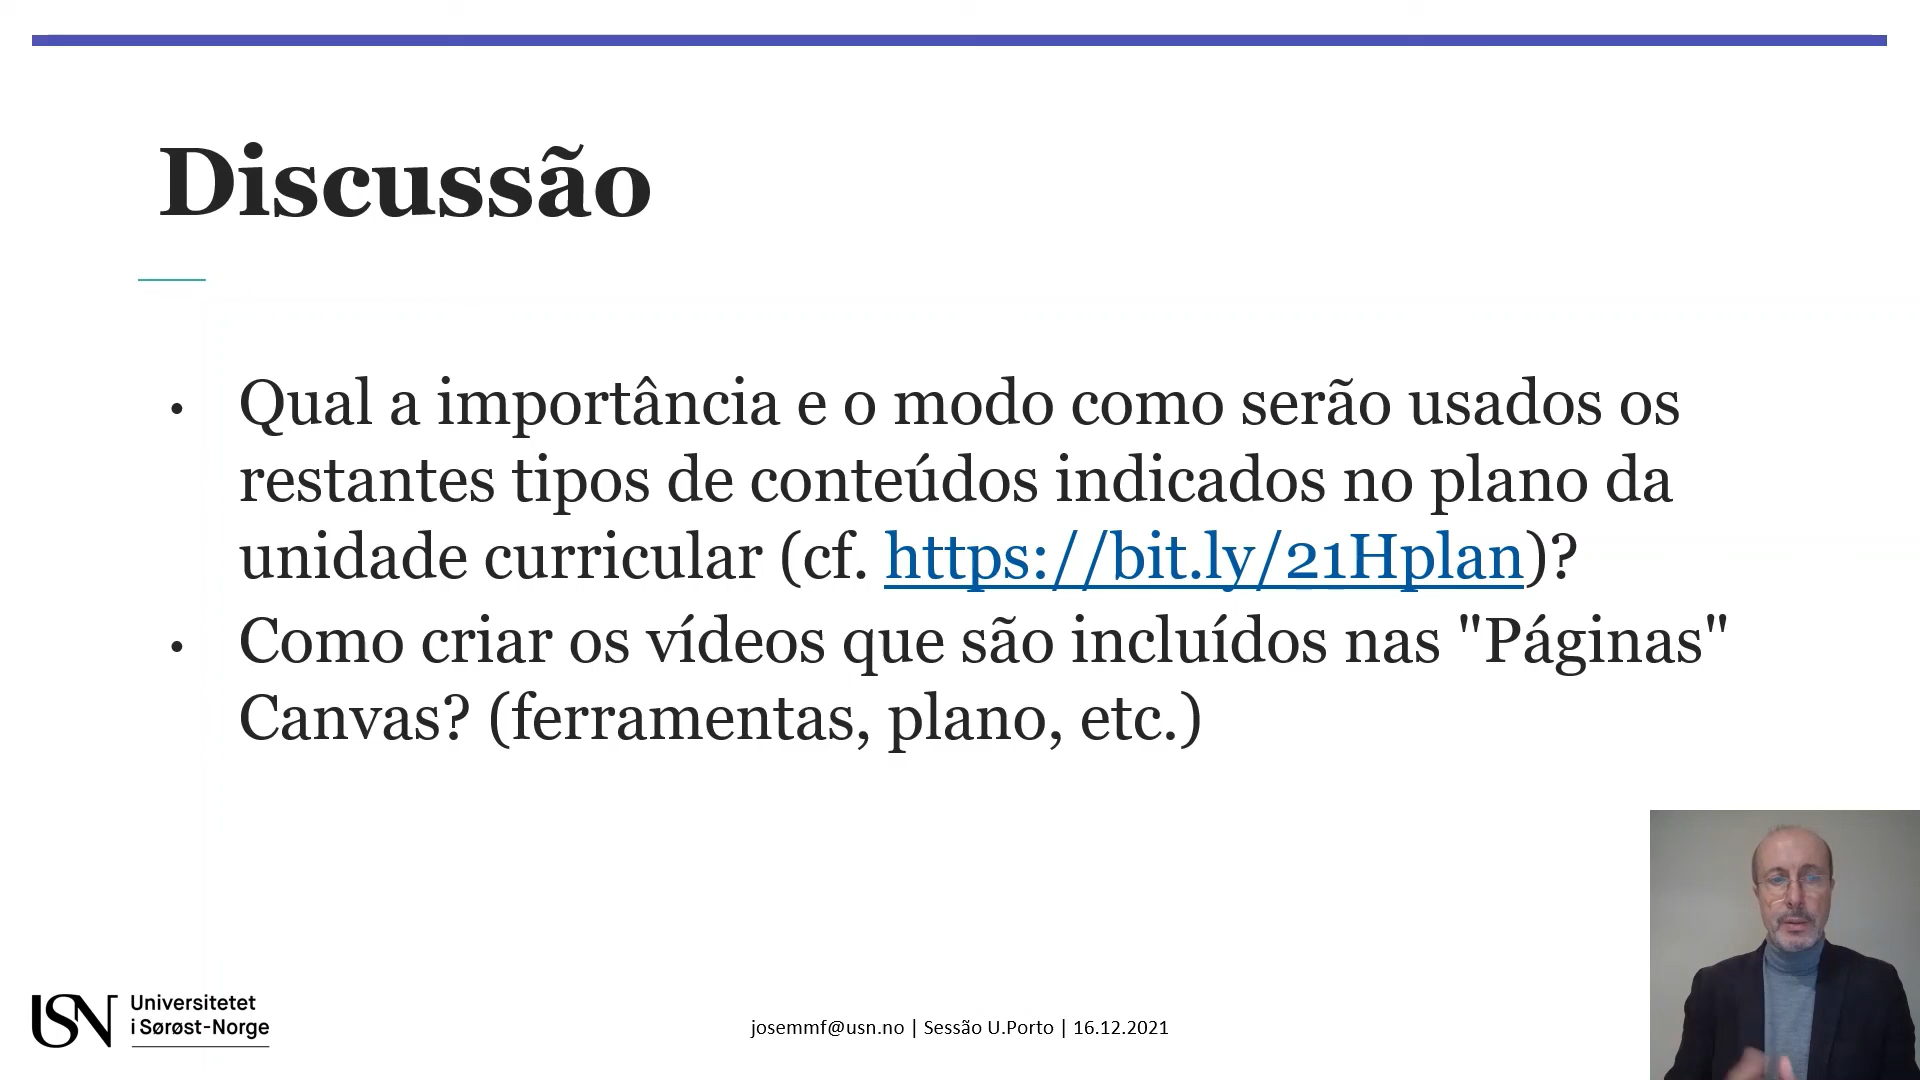 Discussão
• Qual a importância e o modo como serão usados os
restantes tipos de conteúdos indicados no plano da
unidade curricular (cf. https://bit.ly/21Hplan)?
• Como criar os vídeos que são incluídos nas "Páginas"
Canvas? (ferramentas, plano, etc.)
USN Universitetet
i Sørøst-Norge
josemmf@usn.no | Sessão U.Porto | 16.12.2021